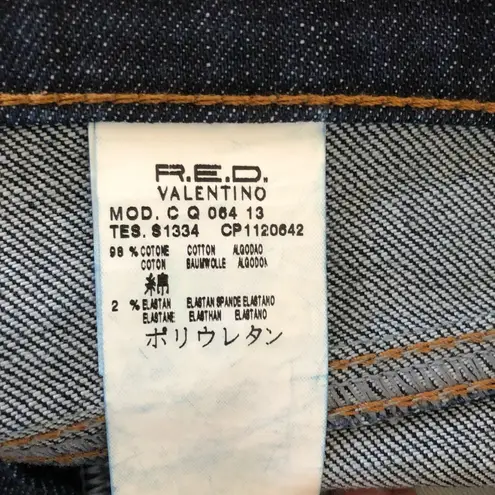 R.E.D.
VALENTINO
MOD. C Q 064 13
TES. S1334 CP1120642
98 % COTONE COTTON ALGODAO
COTON BAUMWOLLE ALGODON
綿
2 % ELASTAN ELASTAN SPANDE ELASTANO
ELASTANE ELASTHAN ELASTANO
ポリウレタン